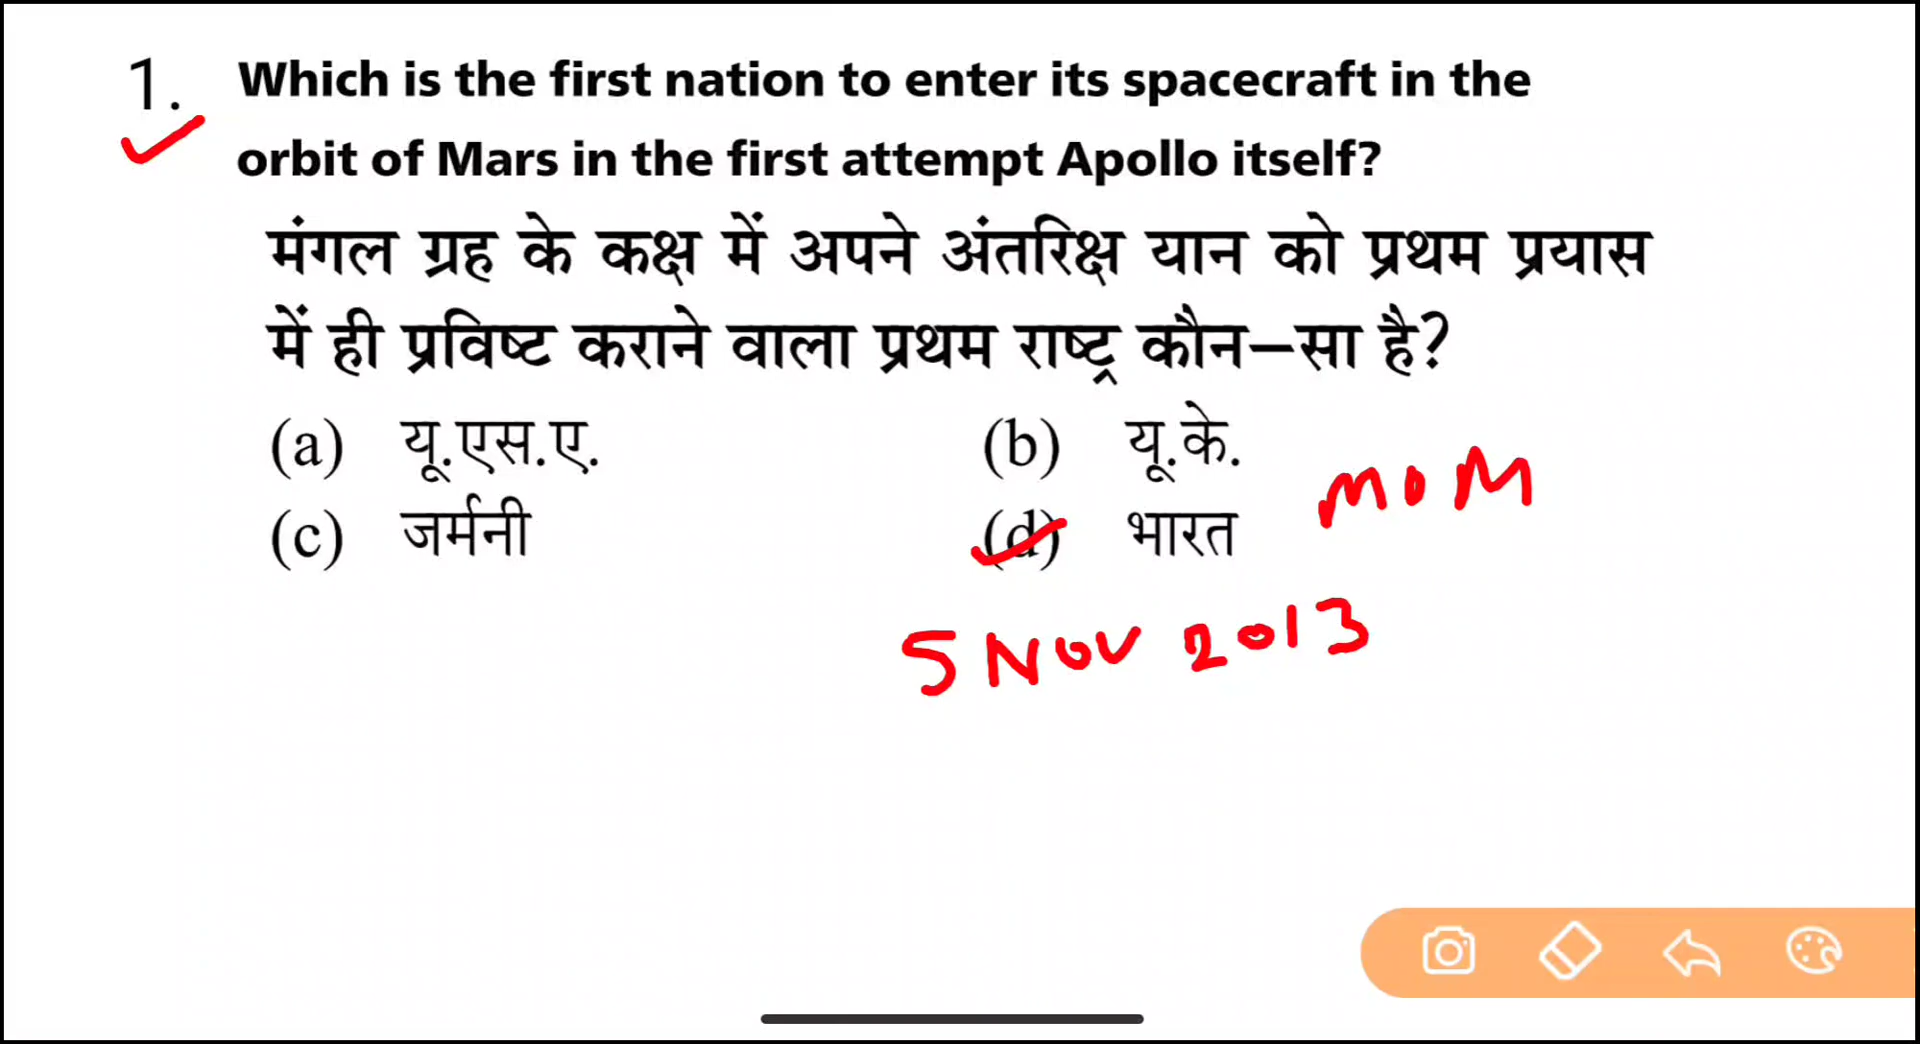 1. Which is the first nation to enter its spacecraft in the
orbit of Mars in the first attempt Apollo itself?
मंगल ग्रह के कक्ष में अपने अंतरिक्ष यान को प्रथम प्रयास
में ही प्रविष्ट कराने वाला प्रथम राष्ट्र कौन–सा है?
(a) यू.एस.ए. (b) यू.के.
MOM
(c) जर्मनी (d) भारत
5 NOV 2013